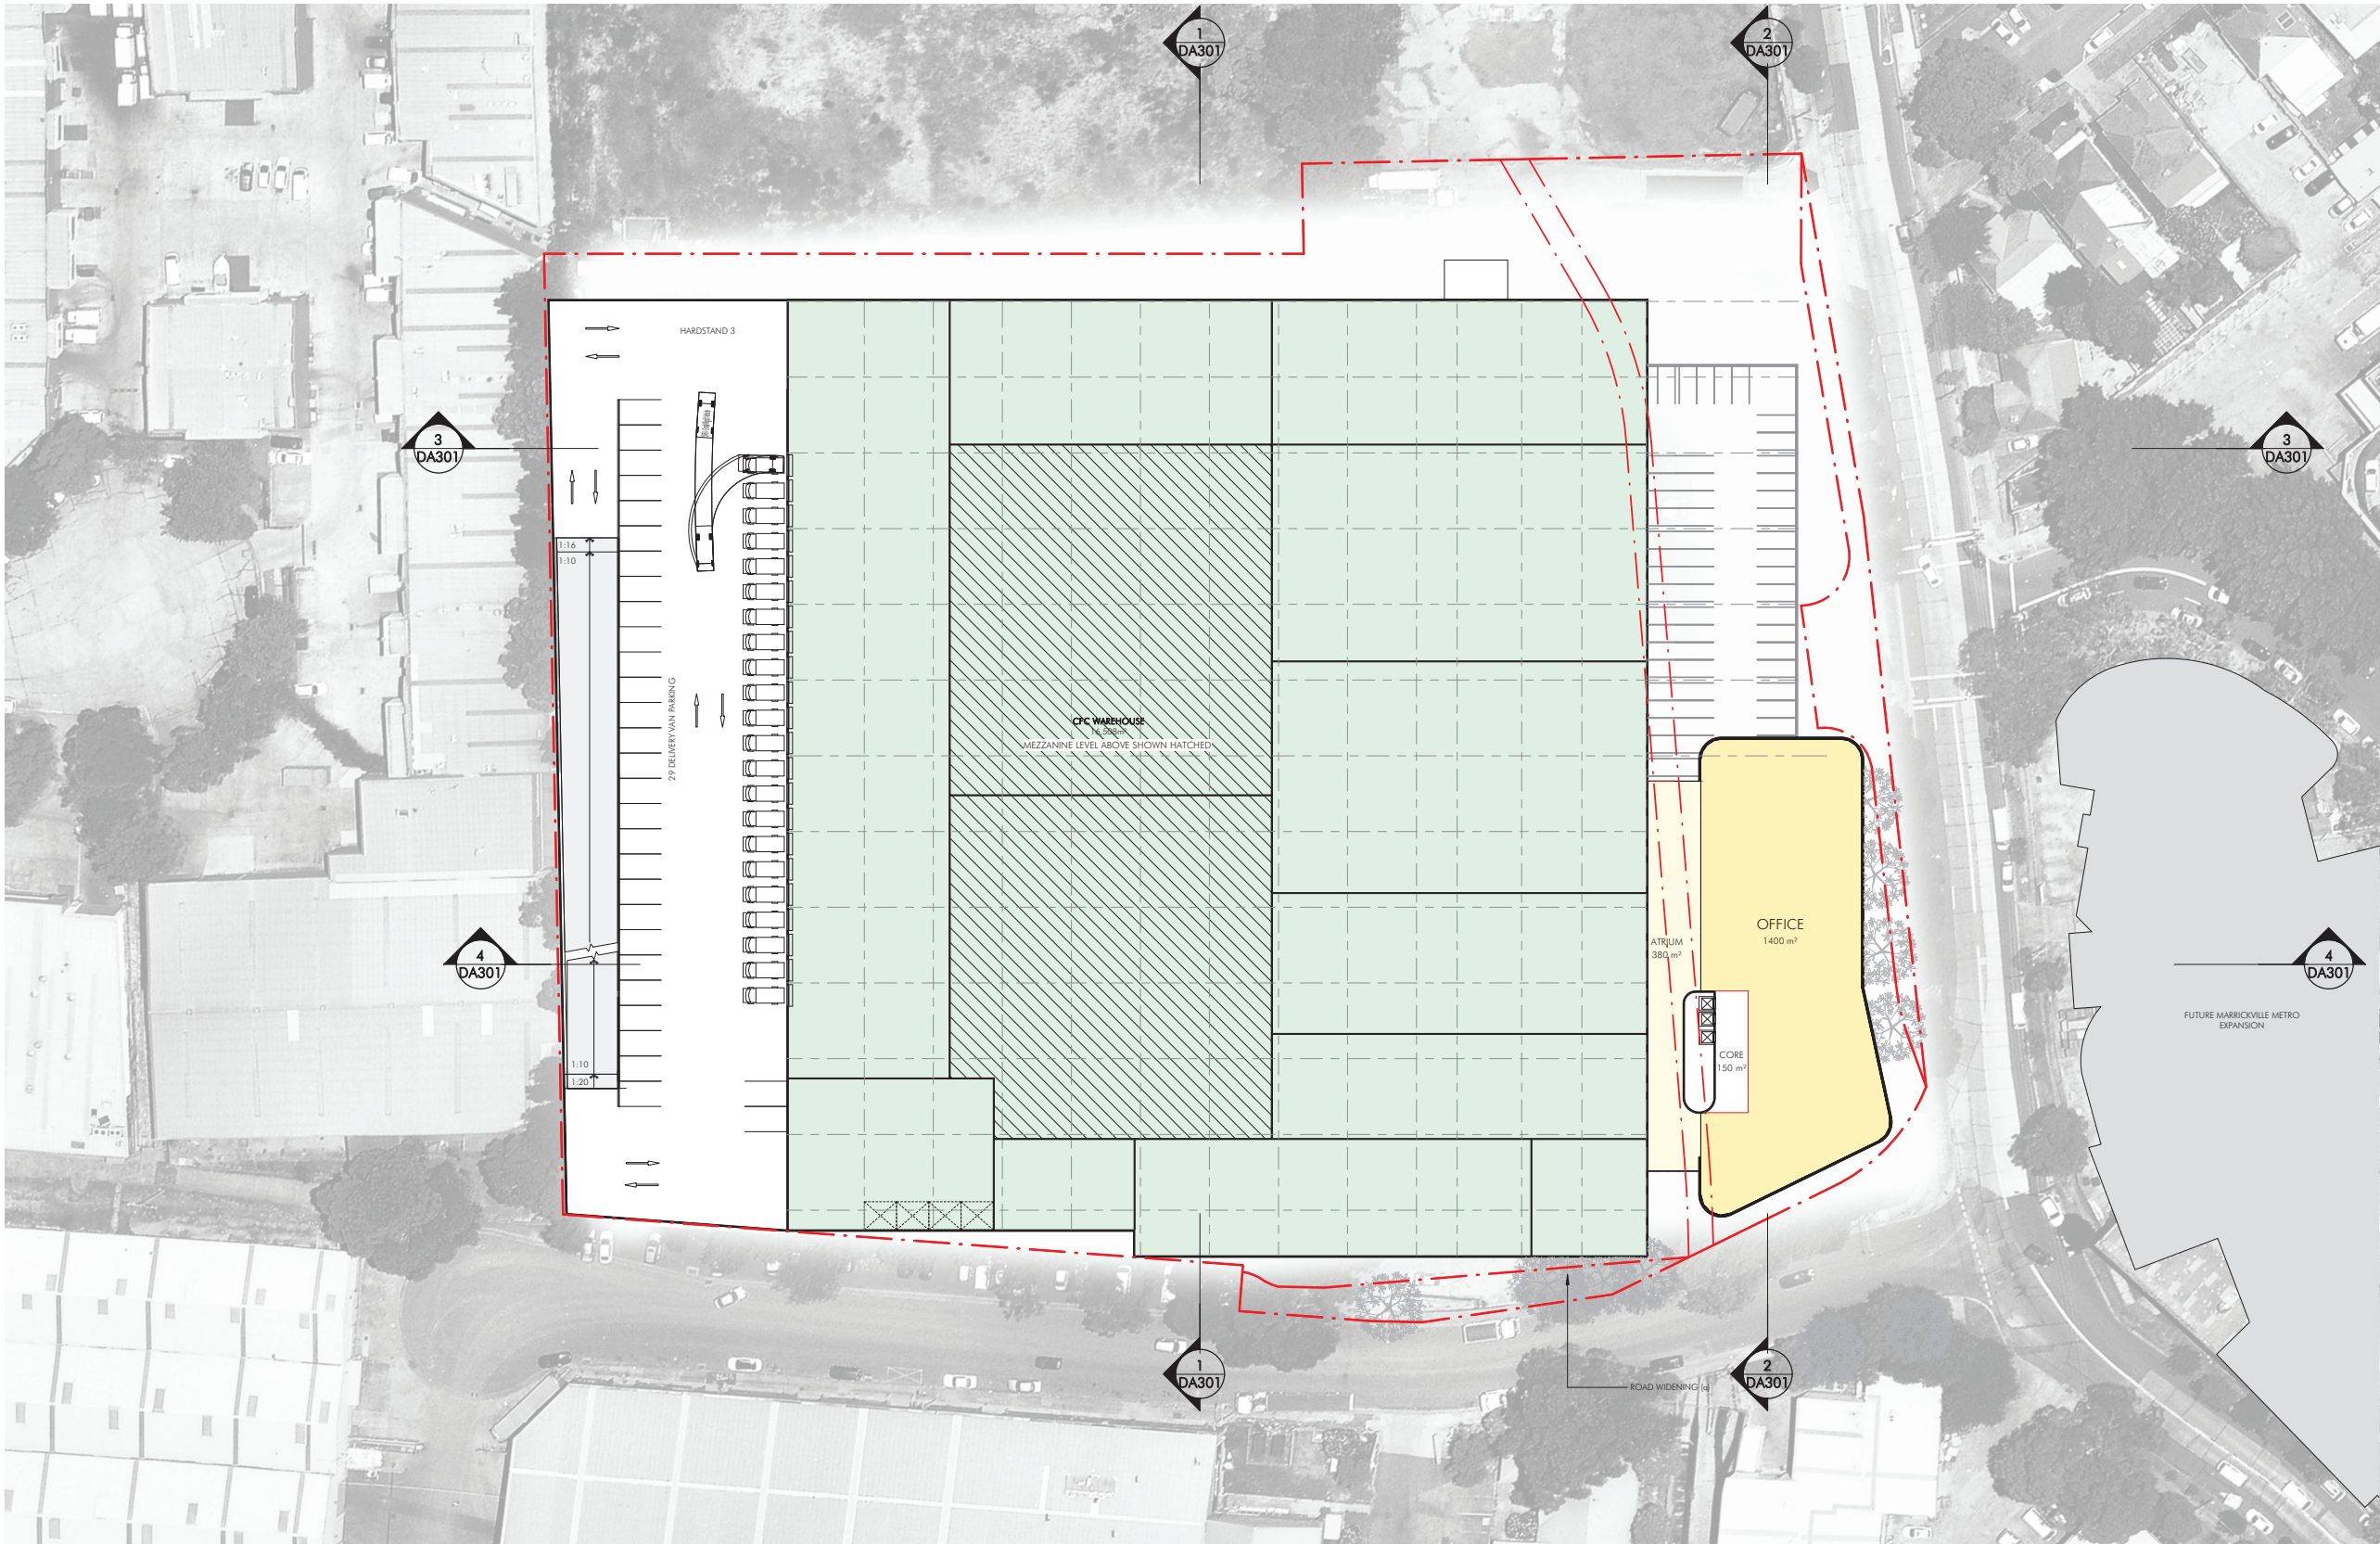 1
DA301
2
DA301
HARDSTAND 3
3
DA301
3
DA301
1:16
1:10
29 DELIVERY VAN PARKING
CFC WAREHOUSE
16,508m²
MEZZANINE LEVEL ABOVE SHOWN HATCHED
OFFICE
1400 m²
ATRIUM
380 m²
4
DA301
4
DA301
FUTURE MARRICKVILLE METRO
EXPANSION
CORE
150 m²
1:10
1:20
1
DA301
2
DA301
ROAD WIDENING (a)